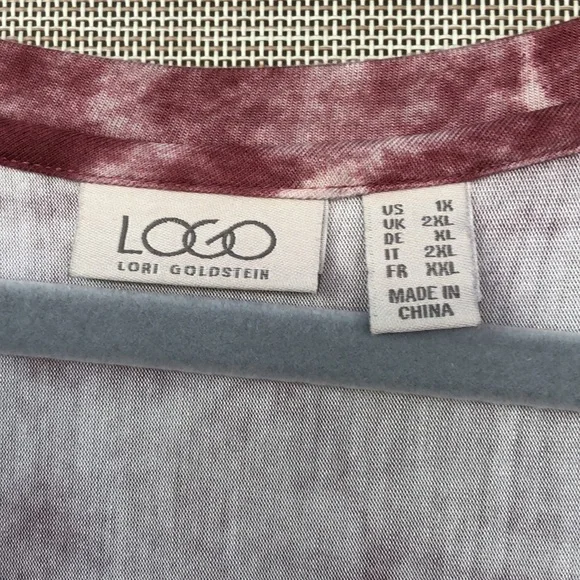 LOGO
LORI GOLDSTEIN
US 1X
UK 2XL
DE XL
IT 2XL
FR XXL
MADE IN
CHINA